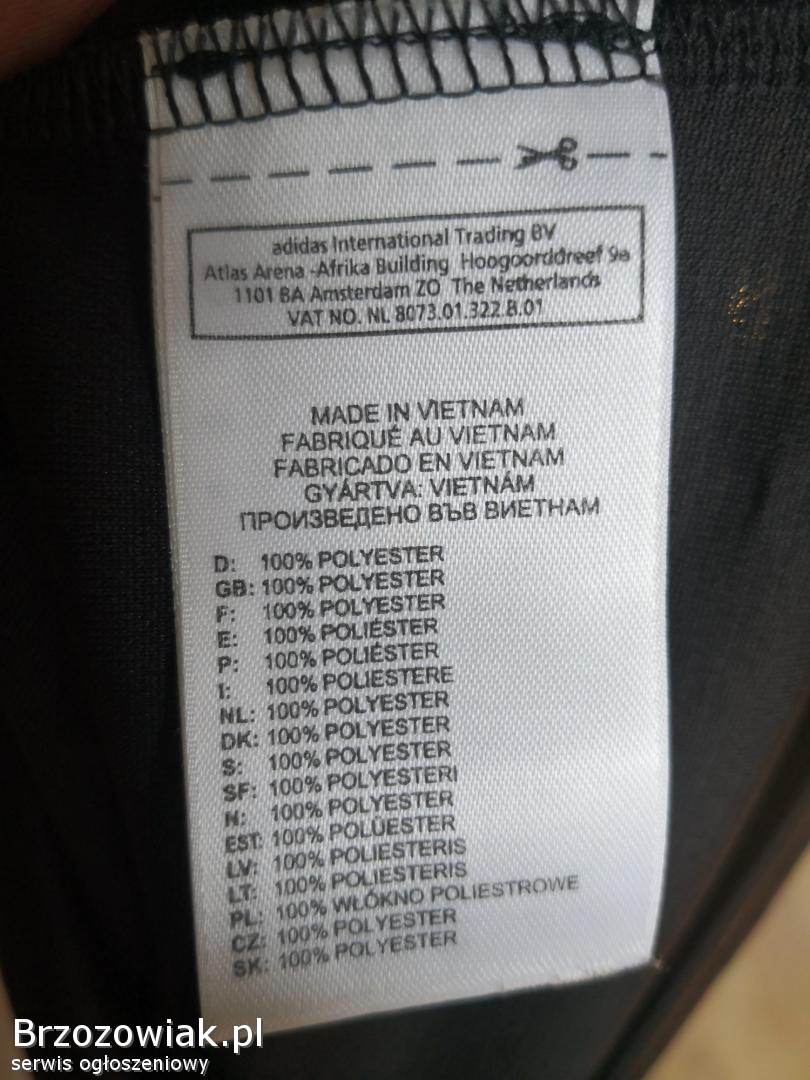 adidas International Trading BV
Atlas Arena -Afrika Building Hoogoorddreef 9a
1101 BA Amsterdam ZO The Netherlands
VAT NO. NL 8073.01.322.B.01
MADE IN VIETNAM
FABRIQUÉ AU VIETNAM
FABRICADO EN VIETNAM
GYÁRTVA: VIETNÁM
ПРОИЗВЕДЕНО ВЪВ ВИЕТНАМ
D: 100% POLYESTER
GB: 100% POLYESTER
F: 100% POLYESTER
E: 100% POLIÉSTER
P: 100% POLIÉSTER
I: 100% POLIESTERE
NL: 100% POLYESTER
DK: 100% POLYESTER
S: 100% POLYESTER
SF: 100% POLYESTERI
N: 100% POLYESTER
EST: 100% POLÜESTER
LV: 100% POLIESTERIS
LT: 100% POLIESTERIS
PL: 100% WŁÓKNO POLIESTROWE
CZ: 100% POLYESTER
SK: 100% POLYESTER
Brzozowiak.pl
serwis ogłoszeniowy